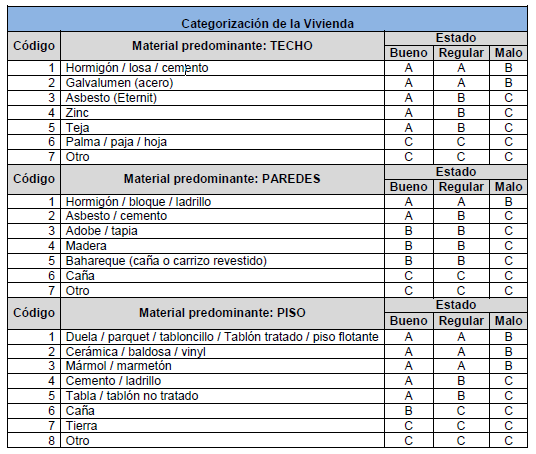 Categorización de la Vivienda
Código Material predominante: TECHO Estado
Bueno Regular Malo
1 Hormigón / losa / cemento A A B
2 Galvalumen (acero) A A B
3 Asbesto (Eternit) A B C
4 Zinc A B C
5 Teja A B C
6 Palma / paja / hoja C C C
7 Otro C C C
Código Material predominante: PAREDES Estado
Bueno Regular Malo
1 Hormigón / bloque / ladrillo A A B
2 Asbesto / cemento A B C
3 Adobe / tapia B B C
4 Madera B B C
5 Bahareque (caña o carrizo revestido) B B C
6 Caña C C C
7 Otro C C C
Código Material predominante: PISO Estado
Bueno Regular Malo
1 Duela / parquet / tabloncillo / Tablón tratado / piso flotante A A B
2 Cerámica / baldosa / vinyl A A B
3 Mármol / marmetón A A B
4 Cemento / ladrillo A B C
5 Tabla / tablón no tratado A B C
6 Caña B C C
7 Tierra C C C
8 Otro C C C